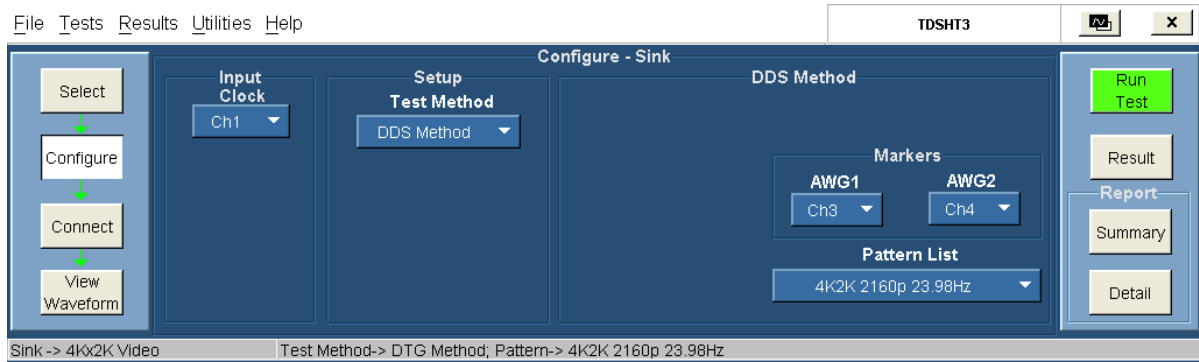 File Tests Results Utilities Help
TDSHT3
x
Configure - Sink
Select
Configure
Connect
View
Waveform
Input
Clock
Ch1
Setup
Test Method
DDS Method
DDS Method
Markers
AWG1
AWG2
Ch3
Ch4
Pattern List
4K2K 2160p 23.98Hz
Run
Test
Result
Report
Summary
Detail
Sink -> 4Kx2K Video
Test Method-> DTG Method; Pattern-> 4K2K 2160p 23.98Hz